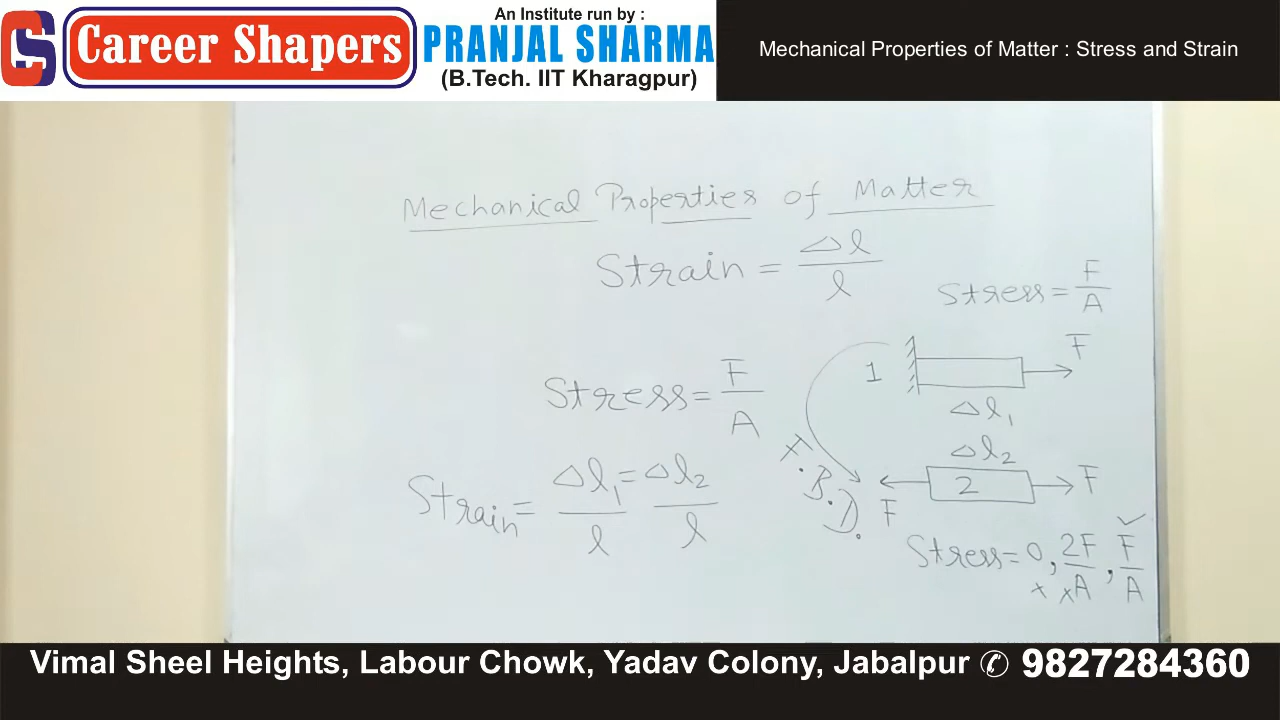 Career Shapers
An Institute run by :
PRANJAL SHARMA
(B.Tech. IIT Kharagpur)
Mechanical Properties of Matter : Stress and Strain
Mechanical Properties of Matter
Strain = Δl/l
Stress = F/A
Stress = F/A
1 F
Δl₁
Δl₂
F 2 F
F.B.D.
Strain = Δl₁/l = Δl₂/l
Stress = 0, 2F/A, F/A ✓
x x
Vimal Sheel Heights, Labour Chowk, Yadav Colony, Jabalpur ✆ 9827284360